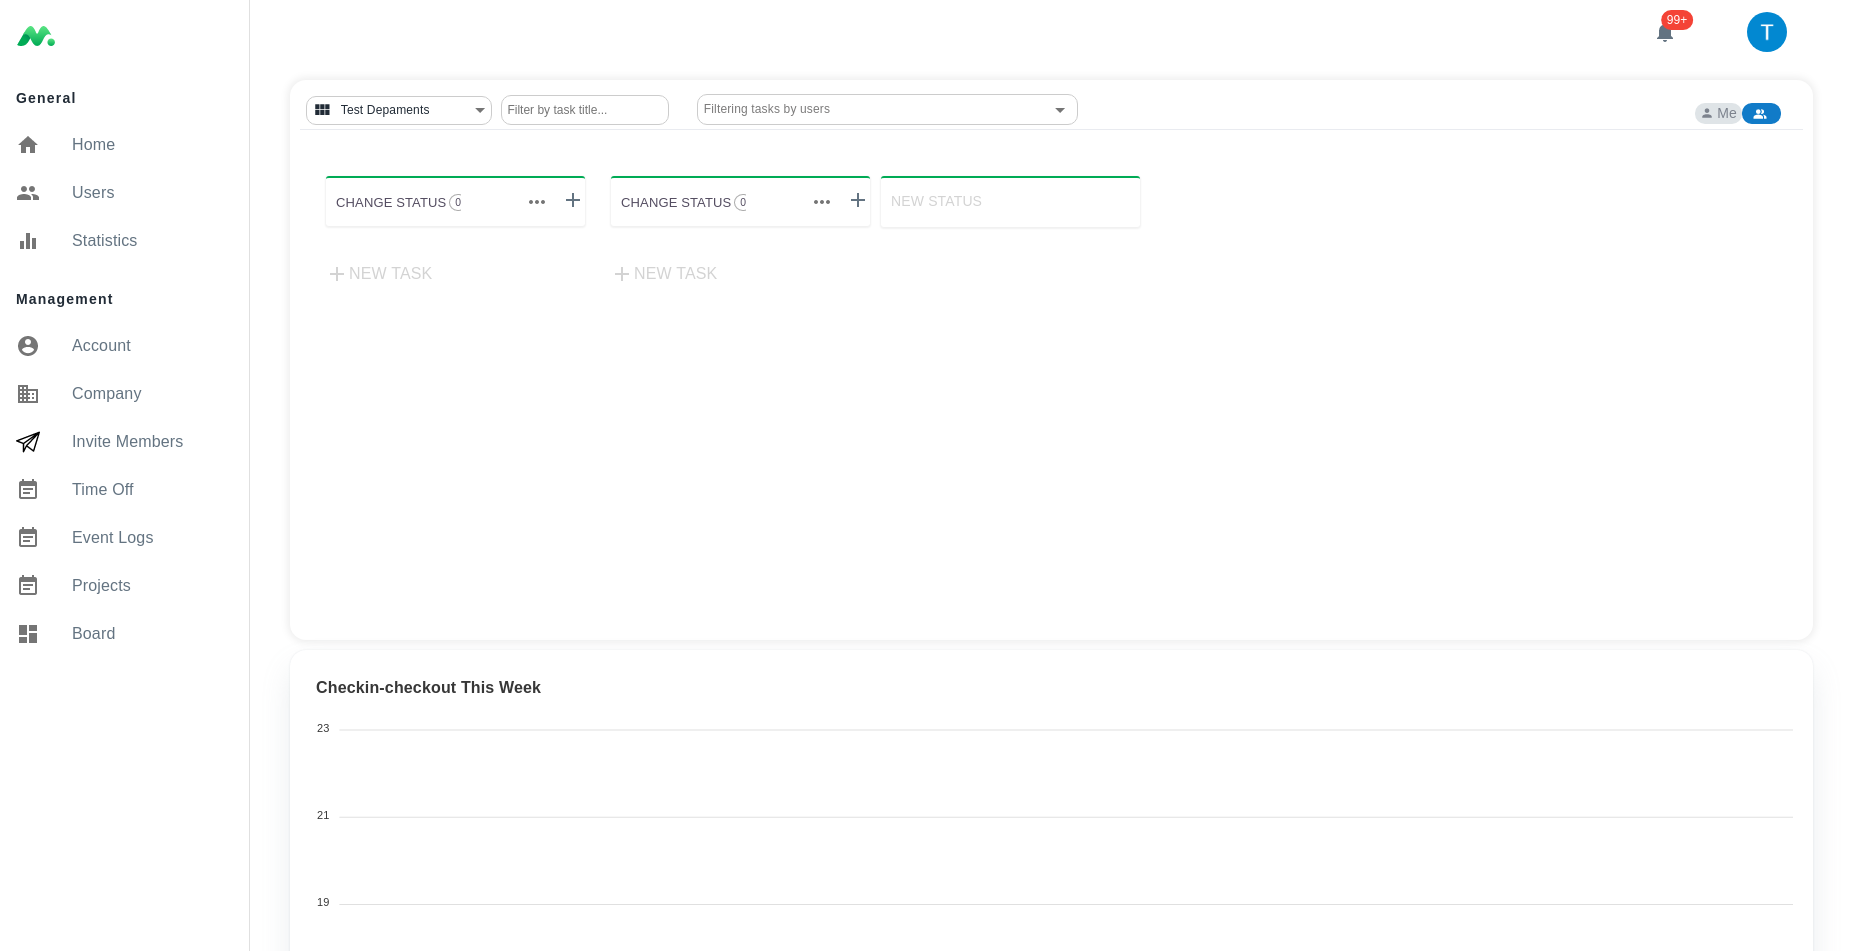 99+
T
General
Home
Users
Statistics
Management
Account
Company
Invite Members
Time Off
Event Logs
Projects
Board
Test Depaments
Filter by task title...
Filtering tasks by users
Me
CHANGE STATUS 0
CHANGE STATUS 0
NEW STATUS
NEW TASK
NEW TASK
Checkin-checkout This Week
23
21
19